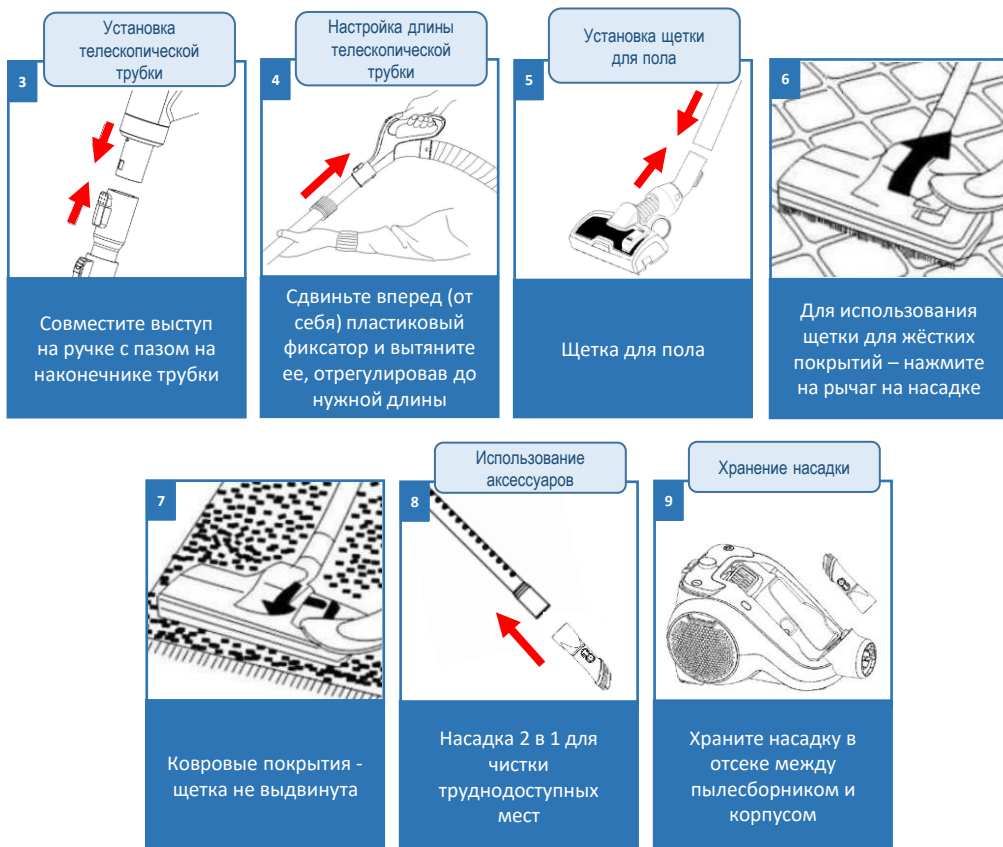 Установка
телескопической
трубки
3
Совместите выступ
на ручке с пазом на
наконечнике трубки
Настройка длины
телескопической
трубки
4
Сдвиньте вперед (от
себя) пластиковый
фиксатор и вытяните
ее, отрегулировав до
нужной длины
Установка щетки
для пола
5
Щетка для пола
6
Для использования
щетки для жёстких
покрытий – нажмите
на рычаг на насадке
7
Ковровые покрытия -
щетка не выдвинута
Использование
аксессуаров
8
Насадка 2 в 1 для
чистки
труднодоступных
мест
Хранение насадки
9
Храните насадку в
отсеке между
пылесборником и
корпусом